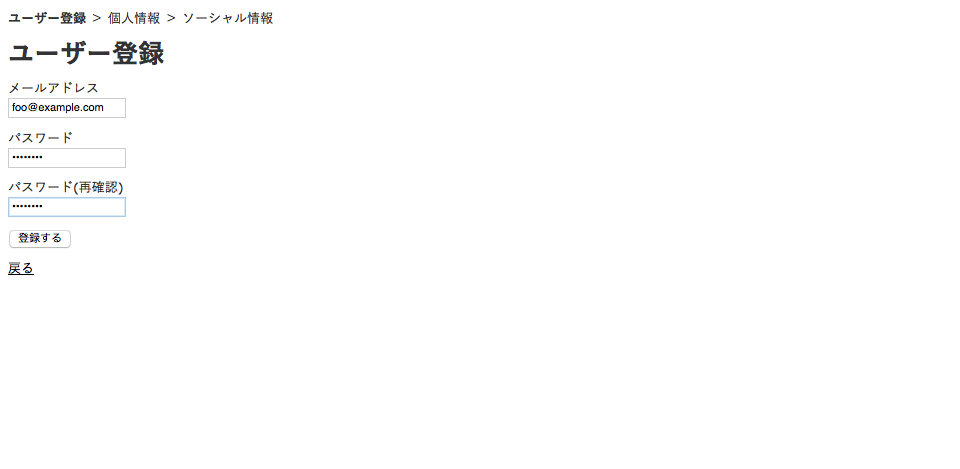 ユーザー登録 > 個人情報 > ソーシャル情報
ユーザー登録
メールアドレス
foo@example.com
パスワード
••••••••
パスワード(再確認)
••••••••
登録する
戻る